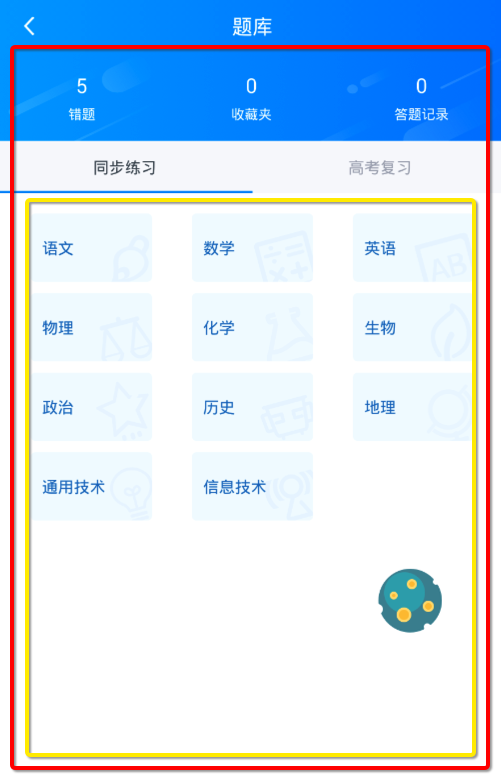 题库
5 0 0
错题 收藏夹 答题记录
同步练习 高考复习
语文 数学 英语
物理 化学 生物
政治 历史 地理
通用技术 信息技术
AB